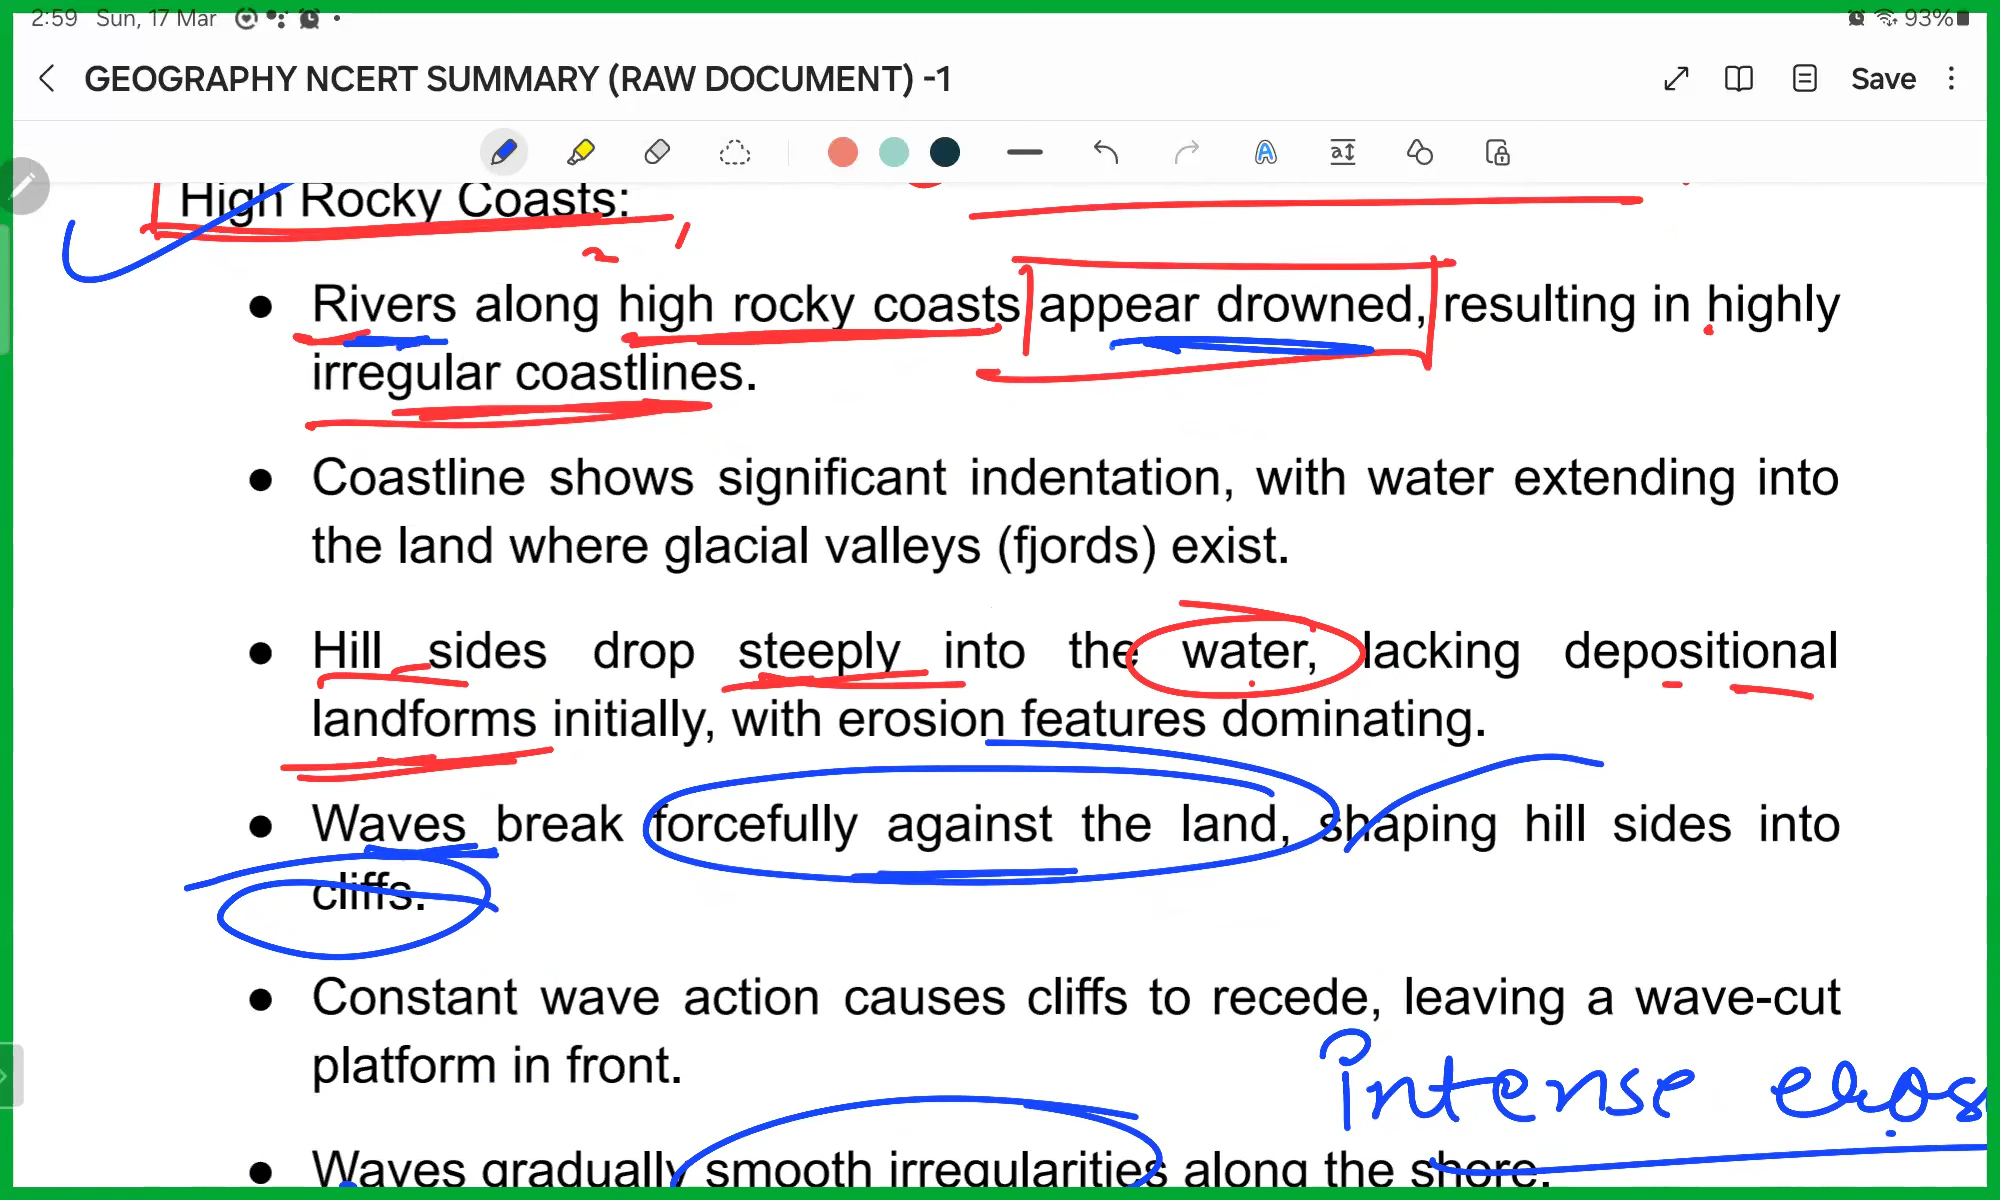 2:59 Sun, 17 Mar
93%
GEOGRAPHY NCERT SUMMARY (RAW DOCUMENT) -1
Save
High Rocky Coasts:
● Rivers along high rocky coasts appear drowned, resulting in highly
irregular coastlines.
● Coastline shows significant indentation, with water extending into
the land where glacial valleys (fjords) exist.
● Hill sides drop steeply into the water, lacking depositional
landforms initially, with erosion features dominating.
● Waves break forcefully against the land, shaping hill sides into
cliffs.
● Constant wave action causes cliffs to recede, leaving a wave-cut
platform in front.
intense eros
● Waves gradually smooth irregularities along the shore.